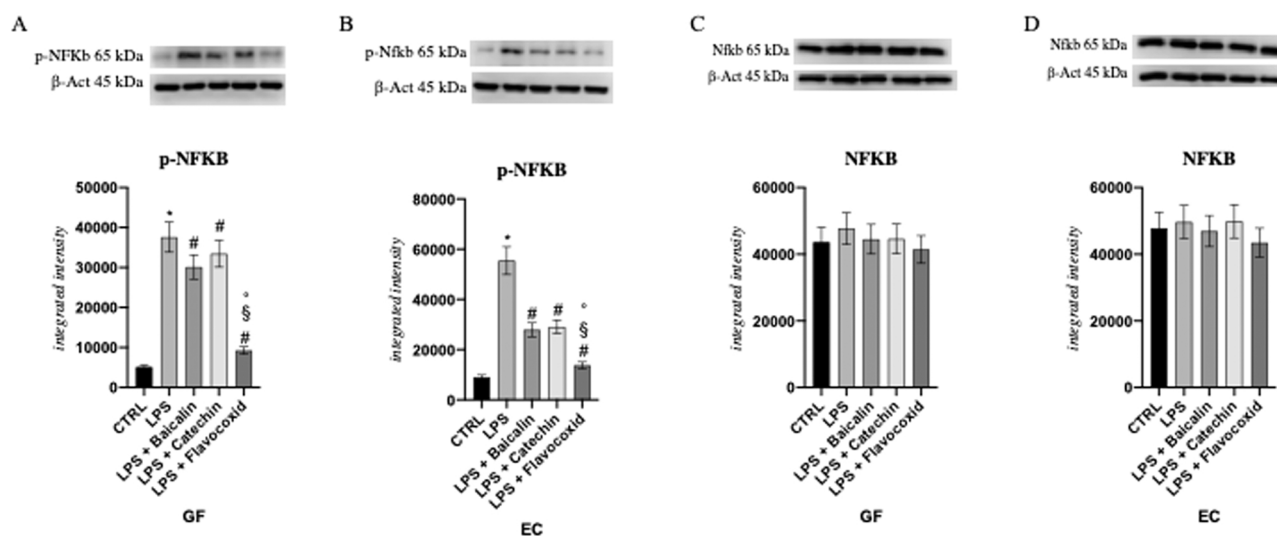 A
p-NFKb 65 kDa
β-Act 45 kDa
p-NFKB
50000
40000
30000
20000
10000
0
integrated intensity
*
#
#
°
§
#
CTRL
LPS
LPS + Baicalin
LPS + Catechin
LPS + Flavocoxid
GF
B
p-Nfkb 65 kDa
β-Act 45 kDa
p-NFKB
80000
60000
40000
20000
0
integrated intensity
*
#
#
°
§
#
CTRL
LPS
LPS + Baicalin
LPS + Catechin
LPS + Flavocoxid
EC
C
Nfkb 65 kDa
β-Act 45 kDa
NFKB
60000
40000
20000
0
integrated intensity
CTRL
LPS
LPS + Baicalin
LPS + Catechin
LPS + Flavocoxid
GF
D
Nfkb 65 kDa
β-Act 45 kDa
NFKB
60000
40000
20000
0
integrated intensity
CTRL
LPS
LPS + Baicalin
LPS + Catechin
LPS + Flavocoxid
EC